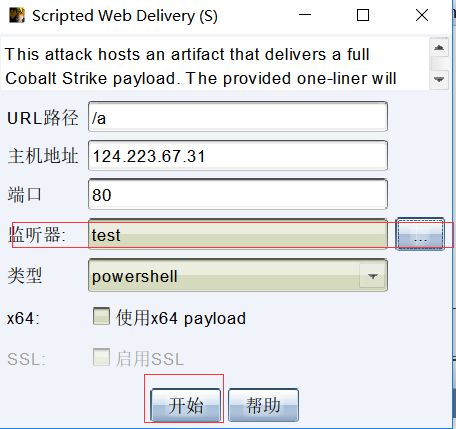 Scripted Web Delivery (S)
This attack hosts an artifact that delivers a full
Cobalt Strike payload. The provided one-liner will
URL路径 /a
主机地址 124.223.67.31
端口 80
监听器: test ...
类型 powershell
x64: 使用x64 payload
SSL: 启用SSL
开始 帮助